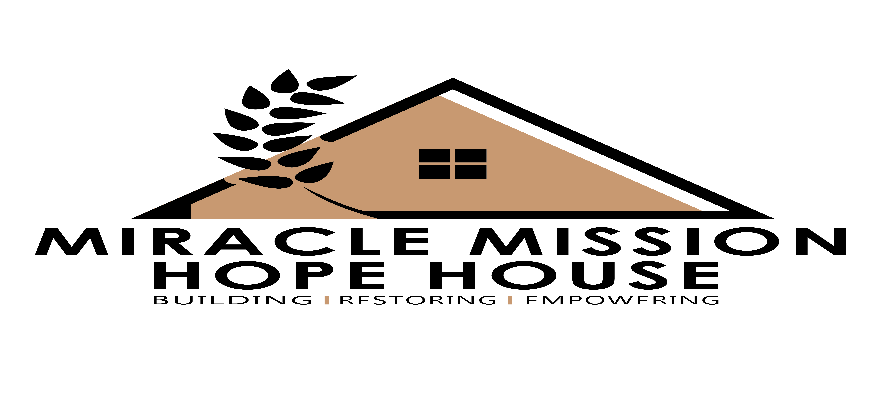 MIRACLE MISSION
HOPE HOUSE
BUILDING | RESTORING | EMPOWERING